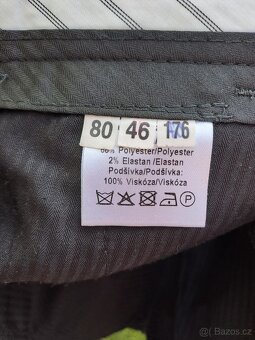 80 46 176
Polyester/Polyester
2% Elastan/Elastan
Podšívka/Podšívka:
100% Viskóza/Viskóza
P
Bazos.cz